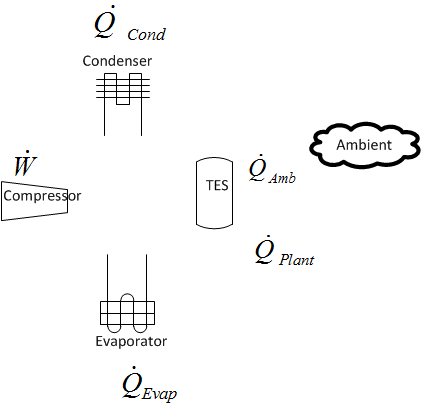 Q̇ Cond
Condenser
Ẇ
Compressor
TES
Q̇ Amb
Ambient
Q̇ Plant
Evaporator
Q̇ Evap